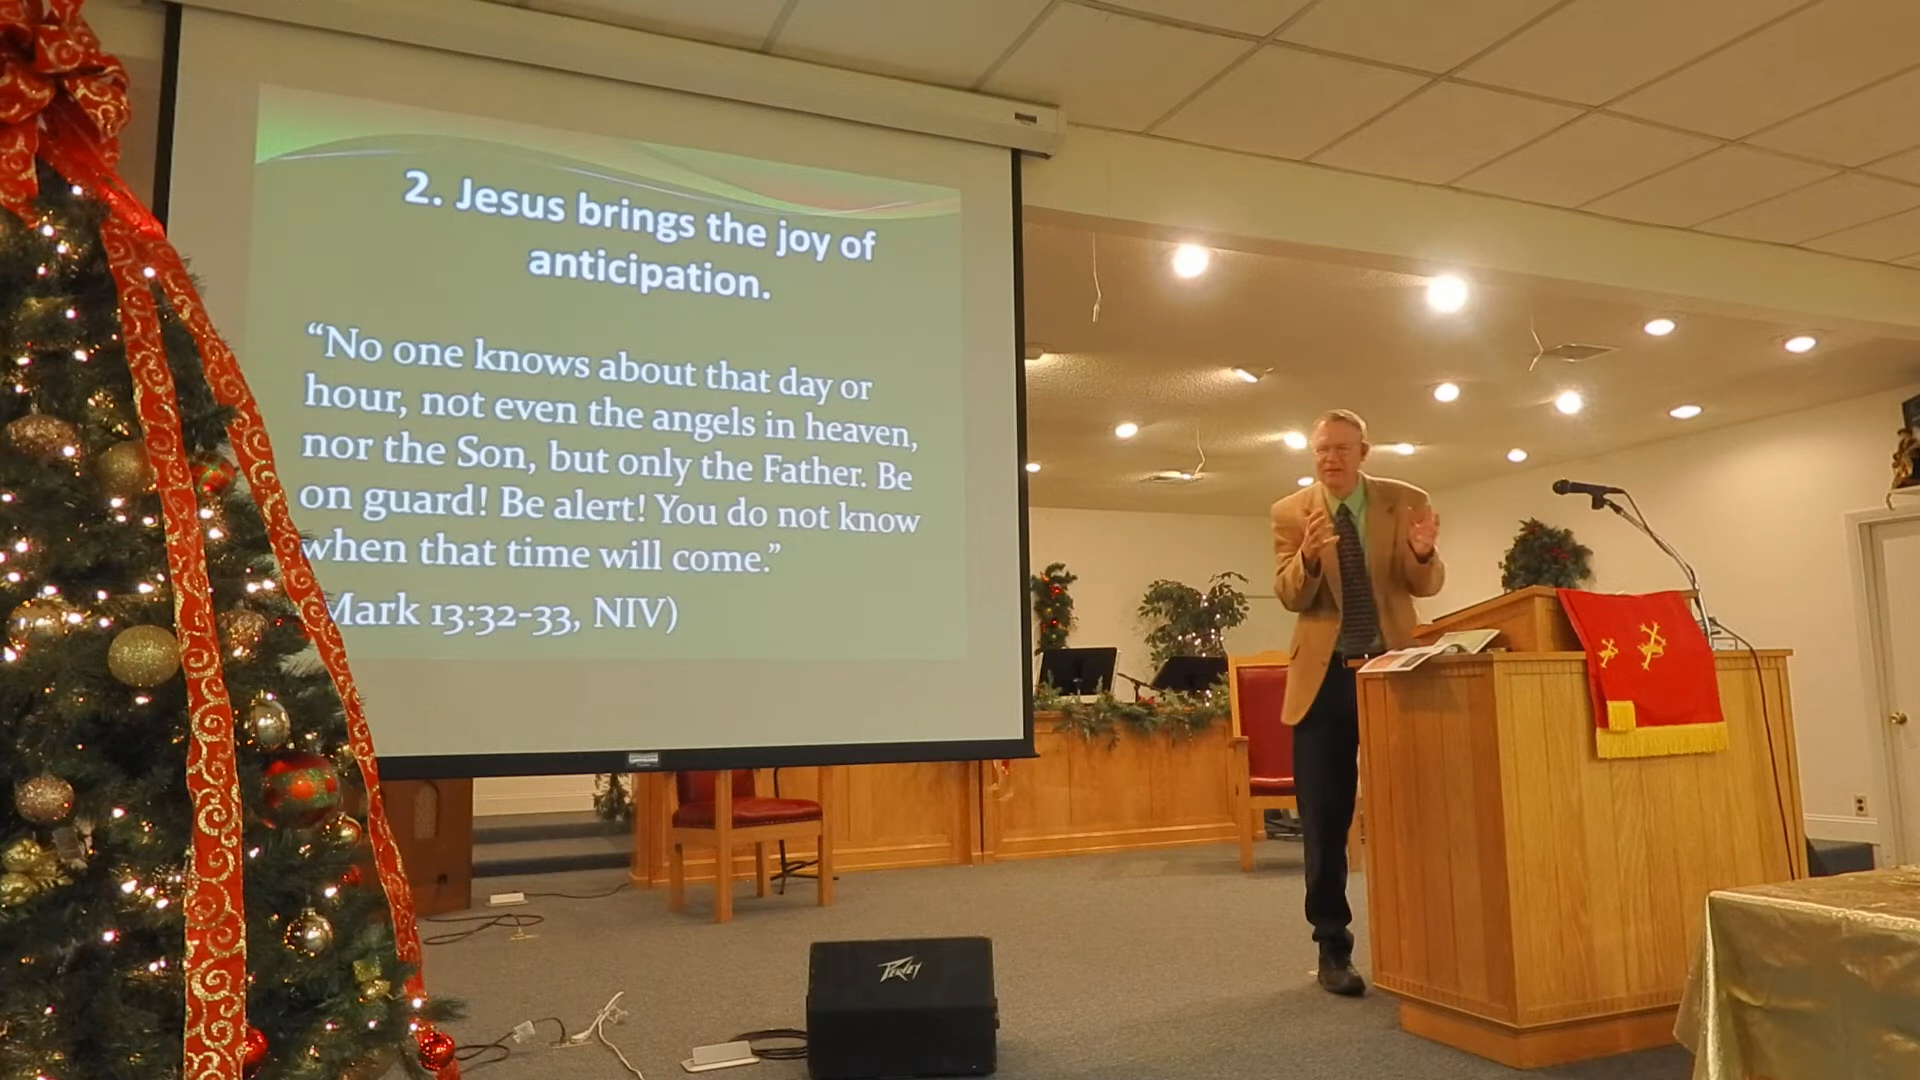 2. Jesus brings the joy of
anticipation.
“No one knows about that day or
hour, not even the angels in heaven,
nor the Son, but only the Father. Be
on guard! Be alert! You do not know
when that time will come.”
Mark 13:32-33, NIV)
PEAVEY